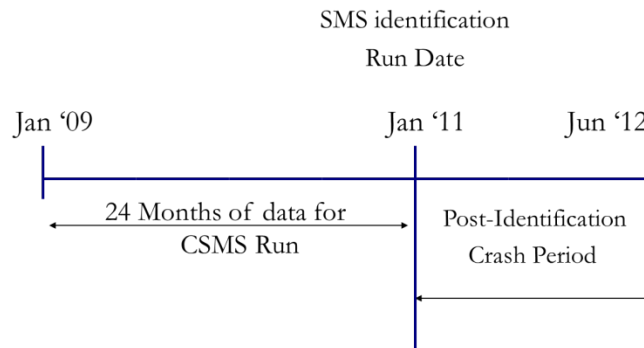 SMS identification
Run Date
Jan ‘09
Jan ‘11
Jun ‘12
24 Months of data for
CSMS Run
Post-Identification
Crash Period